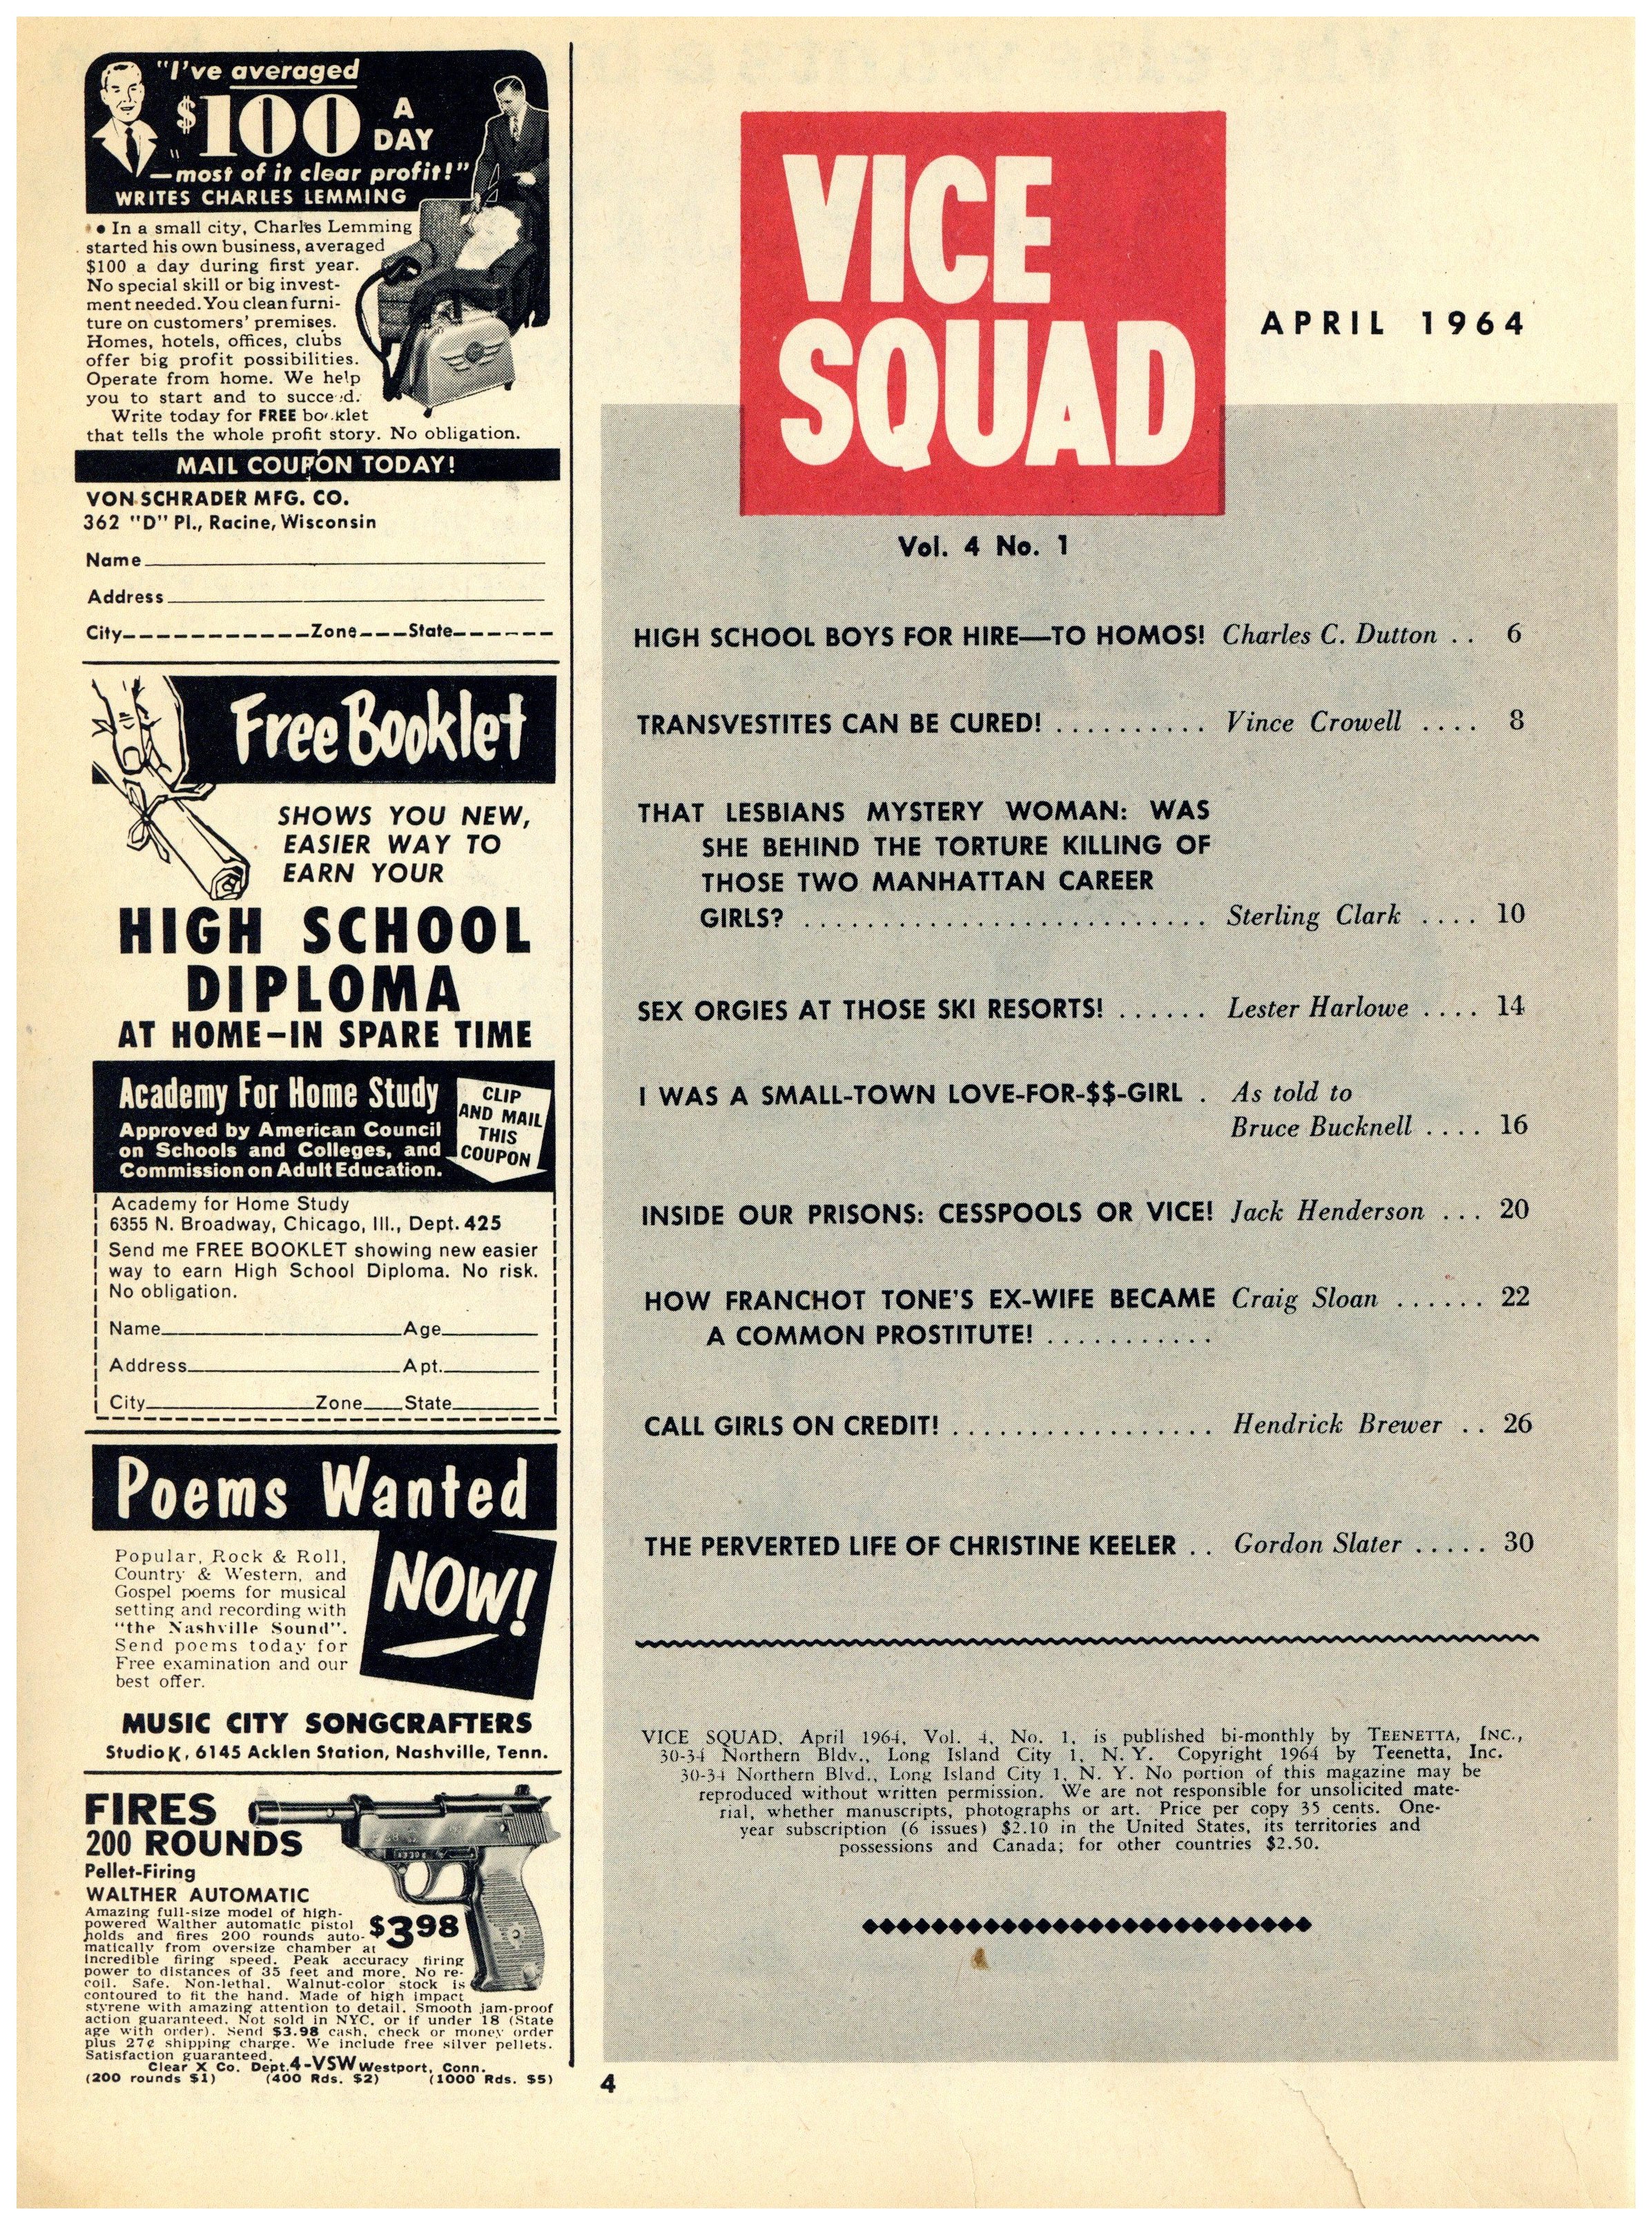 "I've averaged
$100 A DAY
"—most of it clear profit!"
WRITES CHARLES LEMMING
• In a small city, Charles Lemming
started his own business, averaged
$100 a day during first year.
No special skill or big invest-
ment needed. You clean furni-
ture on customers' premises.
Homes, hotels, offices, clubs
offer big profit possibilities.
Operate from home. We help
you to start and to succeed.
Write today for FREE booklet
that tells the whole profit story. No obligation.
MAIL COUPON TODAY!
VON SCHRADER MFG. CO.
362 "D" Pl., Racine, Wisconsin
Name
Address
City Zone State
Free Booklet
SHOWS YOU NEW,
EASIER WAY TO
EARN YOUR
HIGH SCHOOL
DIPLOMA
AT HOME—IN SPARE TIME
Academy For Home Study
Approved by American Council
on Schools and Colleges, and
Commission on Adult Education.
CLIP
AND MAIL
THIS
COUPON
Academy for Home Study
6355 N. Broadway, Chicago, Ill., Dept. 425
Send me FREE BOOKLET showing new easier
way to earn High School Diploma. No risk.
No obligation.
Name Age
Address Apt.
City Zone State
Poems Wanted
NOW!
Popular, Rock & Roll,
Country & Western, and
Gospel poems for musical
setting and recording with
"the Nashville Sound".
Send poems today for
Free examination and our
best offer.
MUSIC CITY SONGCRAFTERS
Studio K, 6145 Acklen Station, Nashville, Tenn.
FIRES
200 ROUNDS
Pellet-Firing
WALTHER AUTOMATIC
$3.98
Amazing full-size model of high-
powered Walther automatic pistol
holds and fires 200 rounds auto-
matically from oversize chamber at
incredible firing speed. Peak accuracy firing
power to distances of 35 feet and more. No re-
coil. Safe. Non-lethal. Walnut-color stock is
contoured to fit the hand. Made of high impact
styrene with amazing attention to detail. Smooth jam-proof
action guaranteed. Not sold in NYC. or if under 18 (State
age with order). Send $3.98 cash, check or money order
plus 27¢ shipping charge. We include free silver pellets.
Satisfaction guaranteed.
Clear X Co. Dept. 4-VSW Westport, Conn.
(200 rounds $1) (400 Rds. $2) (1000 Rds. $5)
VICE
SQUAD
APRIL 1964
Vol. 4 No. 1
HIGH SCHOOL BOYS FOR HIRE—TO HOMOS! Charles C. Dutton .. 6
TRANSVESTITES CAN BE CURED! .......... Vince Crowell .... 8
THAT LESBIANS MYSTERY WOMAN: WAS
SHE BEHIND THE TORTURE KILLING OF
THOSE TWO MANHATTAN CAREER
GIRLS? .......................... Sterling Clark .... 10
SEX ORGIES AT THOSE SKI RESORTS! ...... Lester Harlowe .... 14
I WAS A SMALL-TOWN LOVE-FOR-$$-GIRL . As told to
Bruce Bucknell .... 16
INSIDE OUR PRISONS: CESSPOOLS OR VICE! Jack Henderson ... 20
HOW FRANCHOT TONE'S EX-WIFE BECAME Craig Sloan ...... 22
A COMMON PROSTITUTE! ...........
CALL GIRLS ON CREDIT! ................. Hendrick Brewer .. 26
THE PERVERTED LIFE OF CHRISTINE KEELER .. Gordon Slater ..... 30
VICE SQUAD, April 1964, Vol. 4, No. 1, is published bi-monthly by TEENETTA, INC.,
30-34 Northern Bldv., Long Island City 1, N. Y. Copyright 1964 by Teenetta, Inc.
30-34 Northern Blvd., Long Island City 1, N. Y. No portion of this magazine may be
reproduced without written permission. We are not responsible for unsolicited mate-
rial, whether manuscripts, photographs or art. Price per copy 35 cents. One-
year subscription (6 issues) $2.10 in the United States, its territories and
possessions and Canada; for other countries $2.50.
4